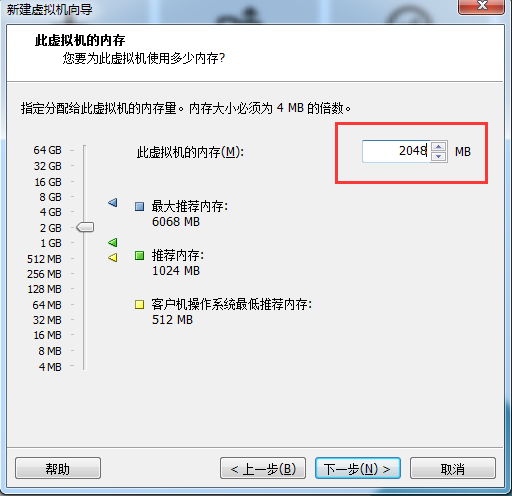 新建虚拟机向导
此虚拟机的内存
您要为此虚拟机使用多少内存?
指定分配给此虚拟机的内存量。内存大小必须为 4 MB 的倍数。
64 GB
32 GB
16 GB
8 GB
4 GB
2 GB
1 GB
512 MB
256 MB
128 MB
64 MB
32 MB
16 MB
8 MB
4 MB
此虚拟机的内存(M):
2048 MB
最大推荐内存:
6068 MB
推荐内存:
1024 MB
客户机操作系统最低推荐内存:
512 MB
帮助
< 上一步(B)
下一步(N) >
取消